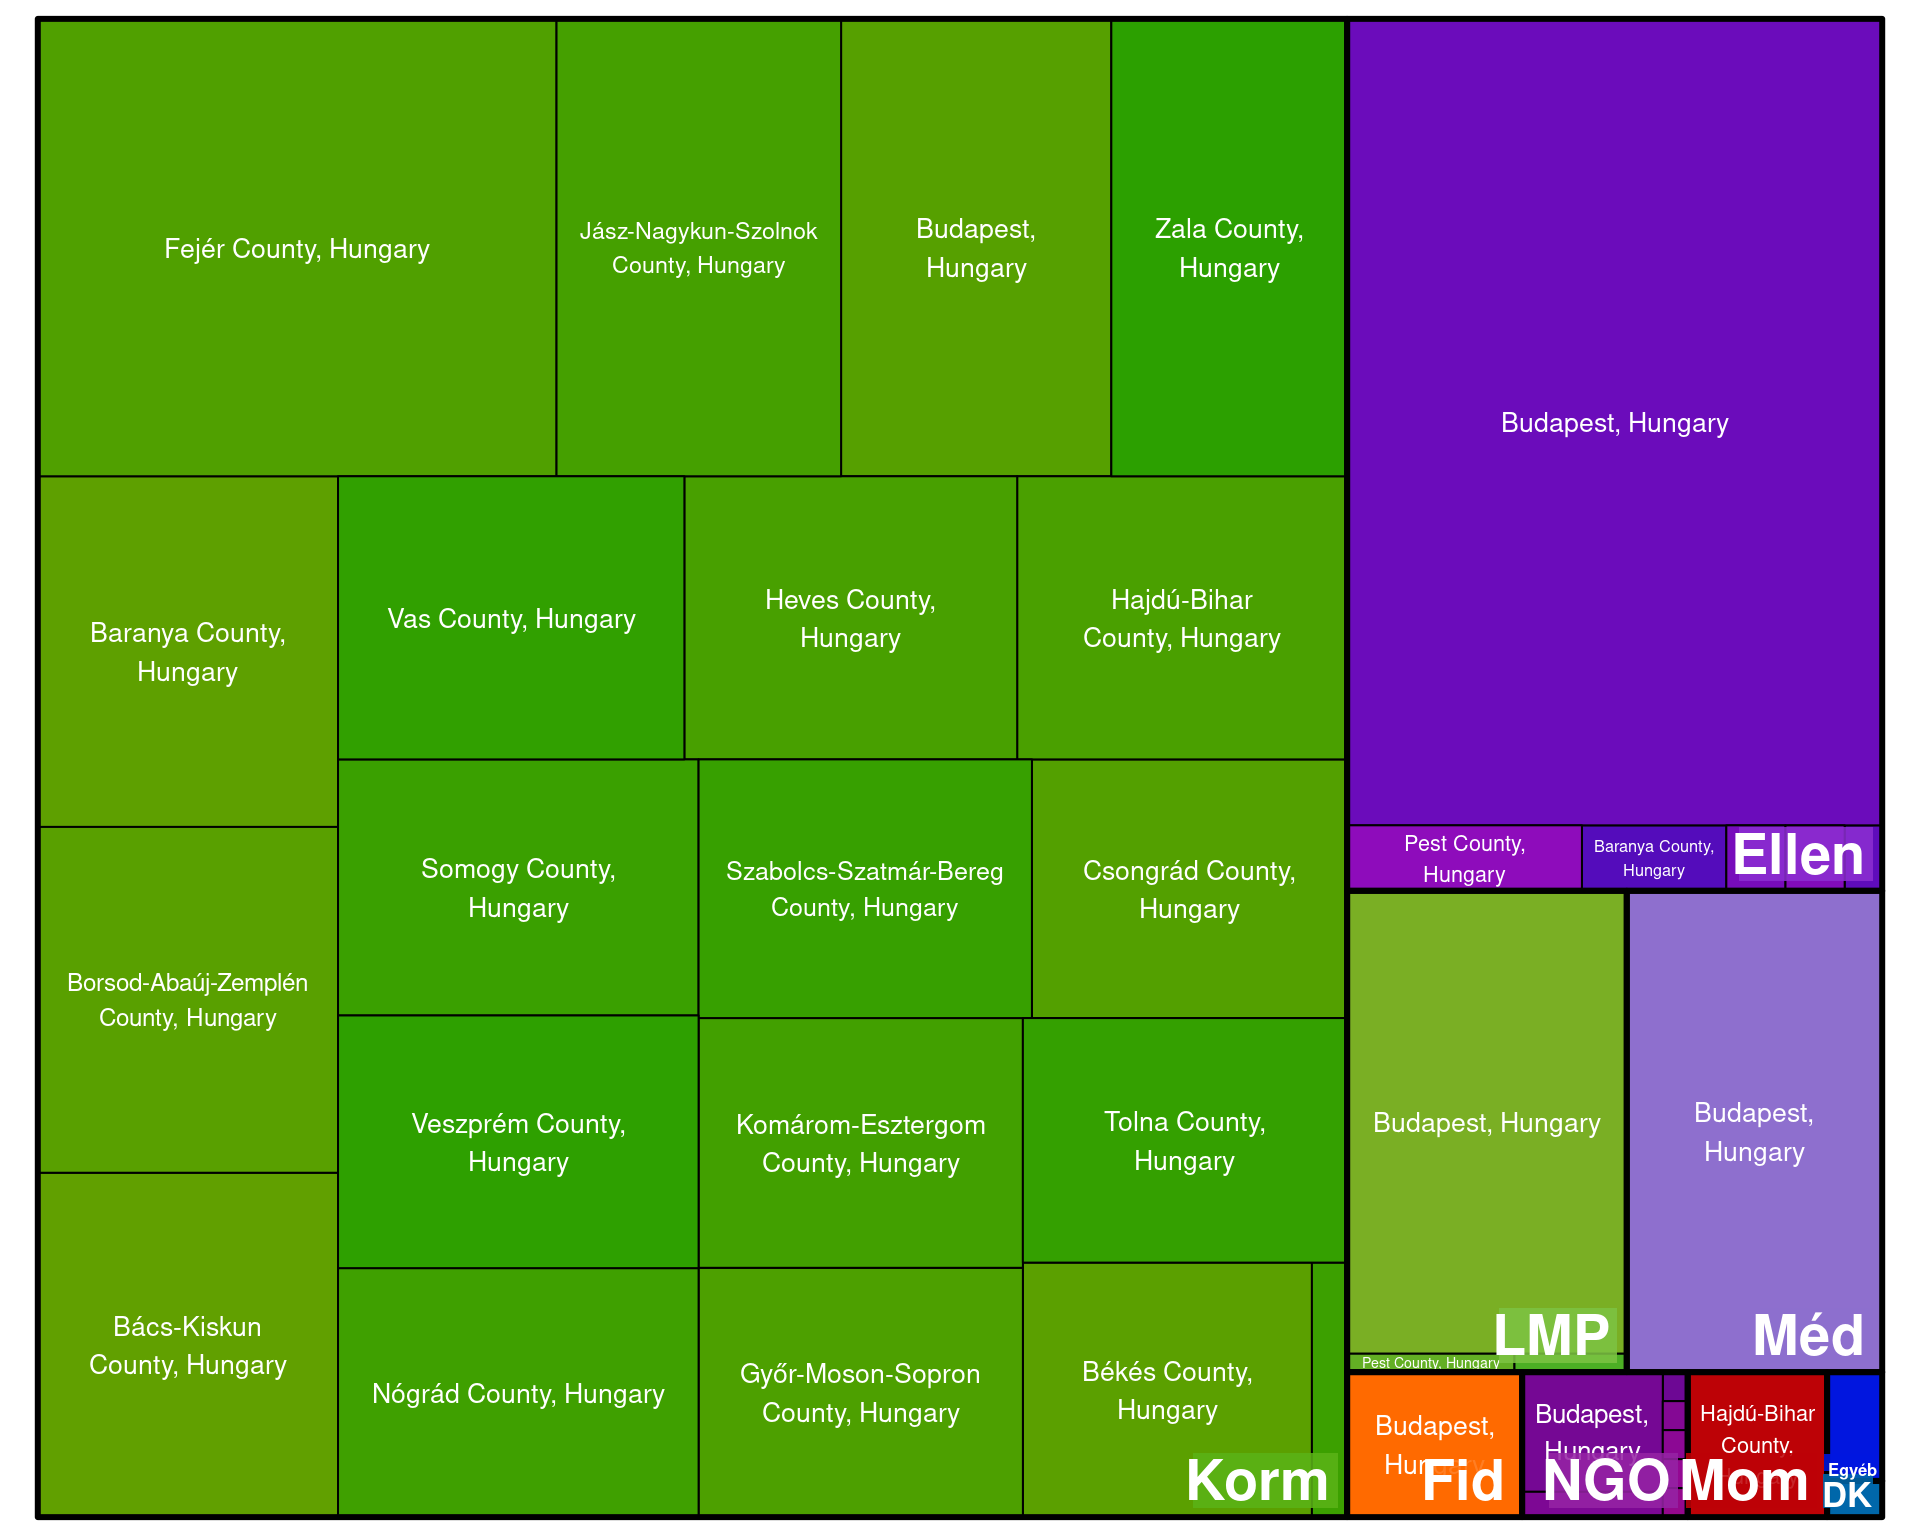 Fejér County, Hungary
Jász-Nagykun-Szolnok
County, Hungary
Budapest,
Hungary
Zala County,
Hungary
Baranya County,
Hungary
Vas County, Hungary
Heves County,
Hungary
Hajdú-Bihar
County, Hungary
Borsod-Abaúj-Zemplén
County, Hungary
Somogy County,
Hungary
Szabolcs-Szatmár-Bereg
County, Hungary
Csongrád County,
Hungary
Bács-Kiskun
County, Hungary
Veszprém County,
Hungary
Komárom-Esztergom
County, Hungary
Tolna County,
Hungary
Nógrád County, Hungary
Győr-Moson-Sopron
County, Hungary
Békés County,
Hungary
Korm
Budapest, Hungary
Pest County,
Hungary
Baranya County,
Hungary
Ellen
Budapest, Hungary
Pest County, Hungary
LMP
Budapest,
Hungary
Méd
Budapest,
Hungary
Fid
Budapest,
Hungary
NGO
Hajdú-Bihar
County,
Mom
Egyéb
DK